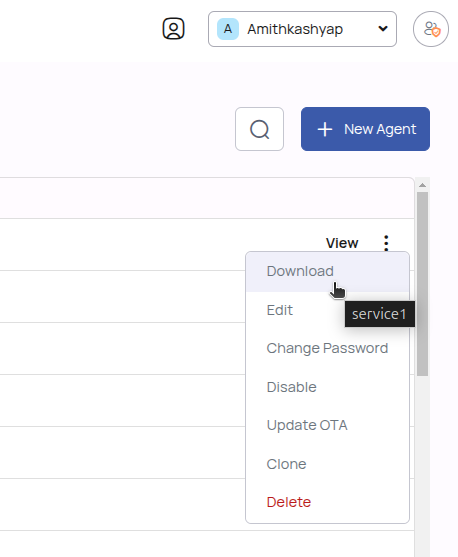 A Amithkashyap
New Agent
View
Download
Edit
service1
Change Password
Disable
Update OTA
Clone
Delete